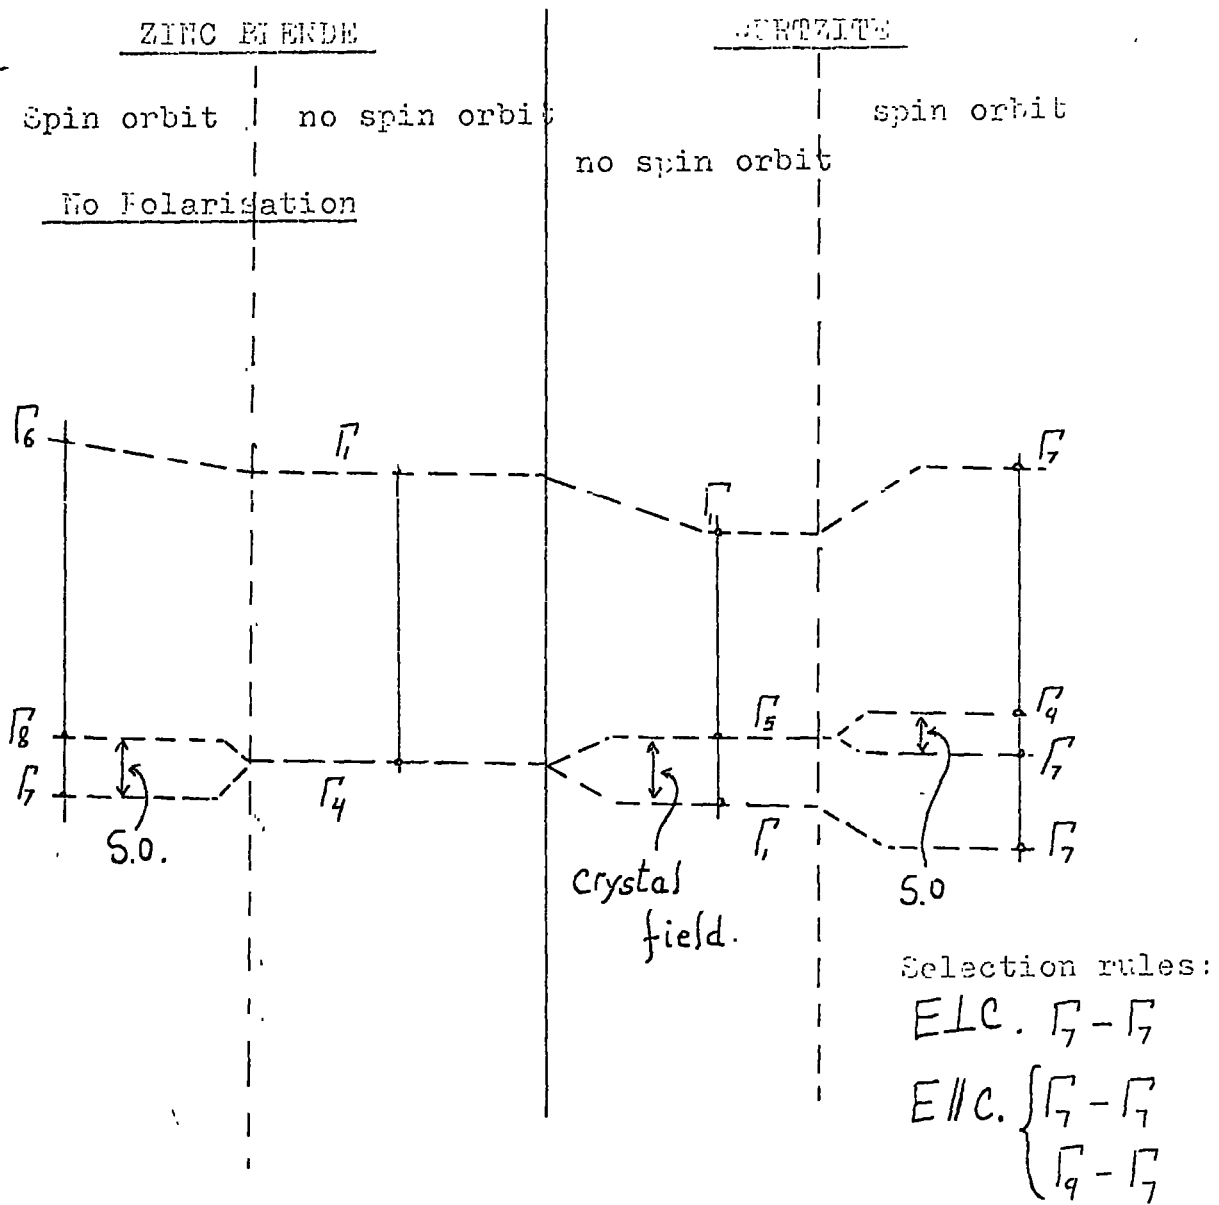 ZINC BLENDE
WURTZITE
Spin orbit
no spin orbit
no spin orbit
spin orbit
No Polarisation
Γ6
Γ1
Γ1
Γ7
Γ8
Γ7
Γ4
Γ5
Γ1
Γ9
Γ7
Γ7
S.O.
crystal
field.
S.O
Selection rules:
E⊥C. Γ7 - Γ7
E∥C. { Γ7 - Γ7
Γ9 - Γ7